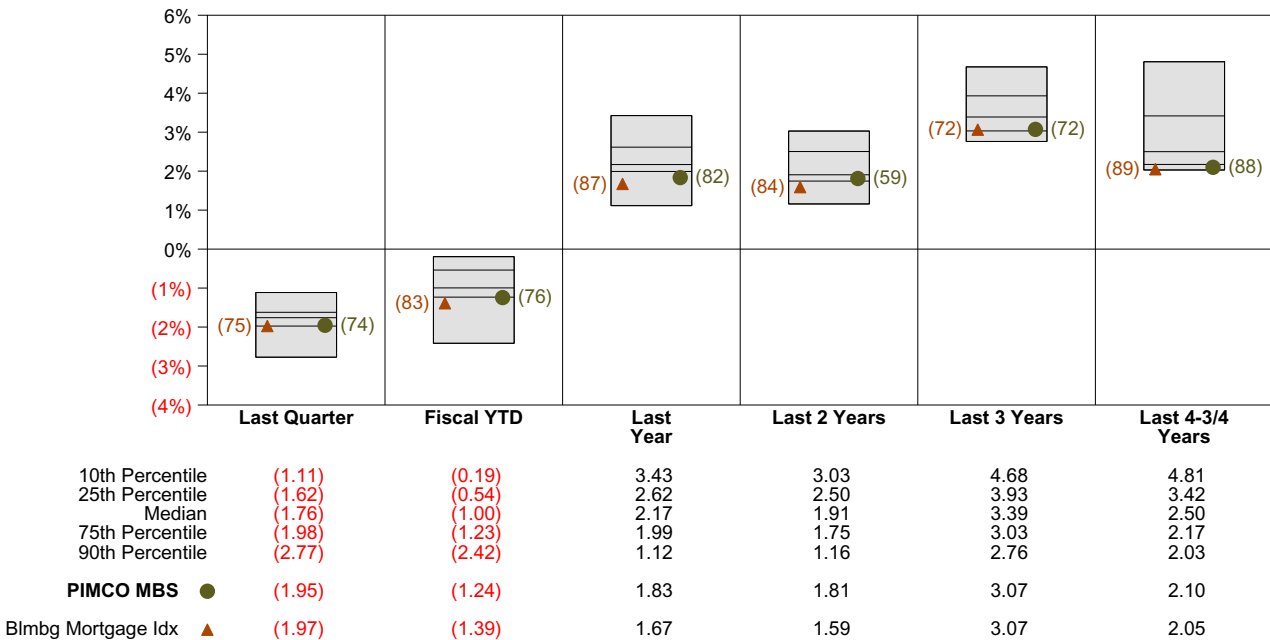 6%
5%
4%
3%
2%
1%
0%
(1%)
(2%)
(3%)
(4%)
(75) (74)
(83) (76)
(87) (82)
(84) (59)
(72) (72)
(89) (88)
Last Quarter Fiscal YTD Last Year Last 2 Years Last 3 Years Last 4-3/4 Years
10th Percentile (1.11) (0.19) 3.43 3.03 4.68 4.81
25th Percentile (1.62) (0.54) 2.62 2.50 3.93 3.42
Median (1.76) (1.00) 2.17 1.91 3.39 2.50
75th Percentile (1.98) (1.23) 1.99 1.75 3.03 2.17
90th Percentile (2.77) (2.42) 1.12 1.16 2.76 2.03
PIMCO MBS (1.95) (1.24) 1.83 1.81 3.07 2.10
Blmbg Mortgage Idx (1.97) (1.39) 1.67 1.59 3.07 2.05